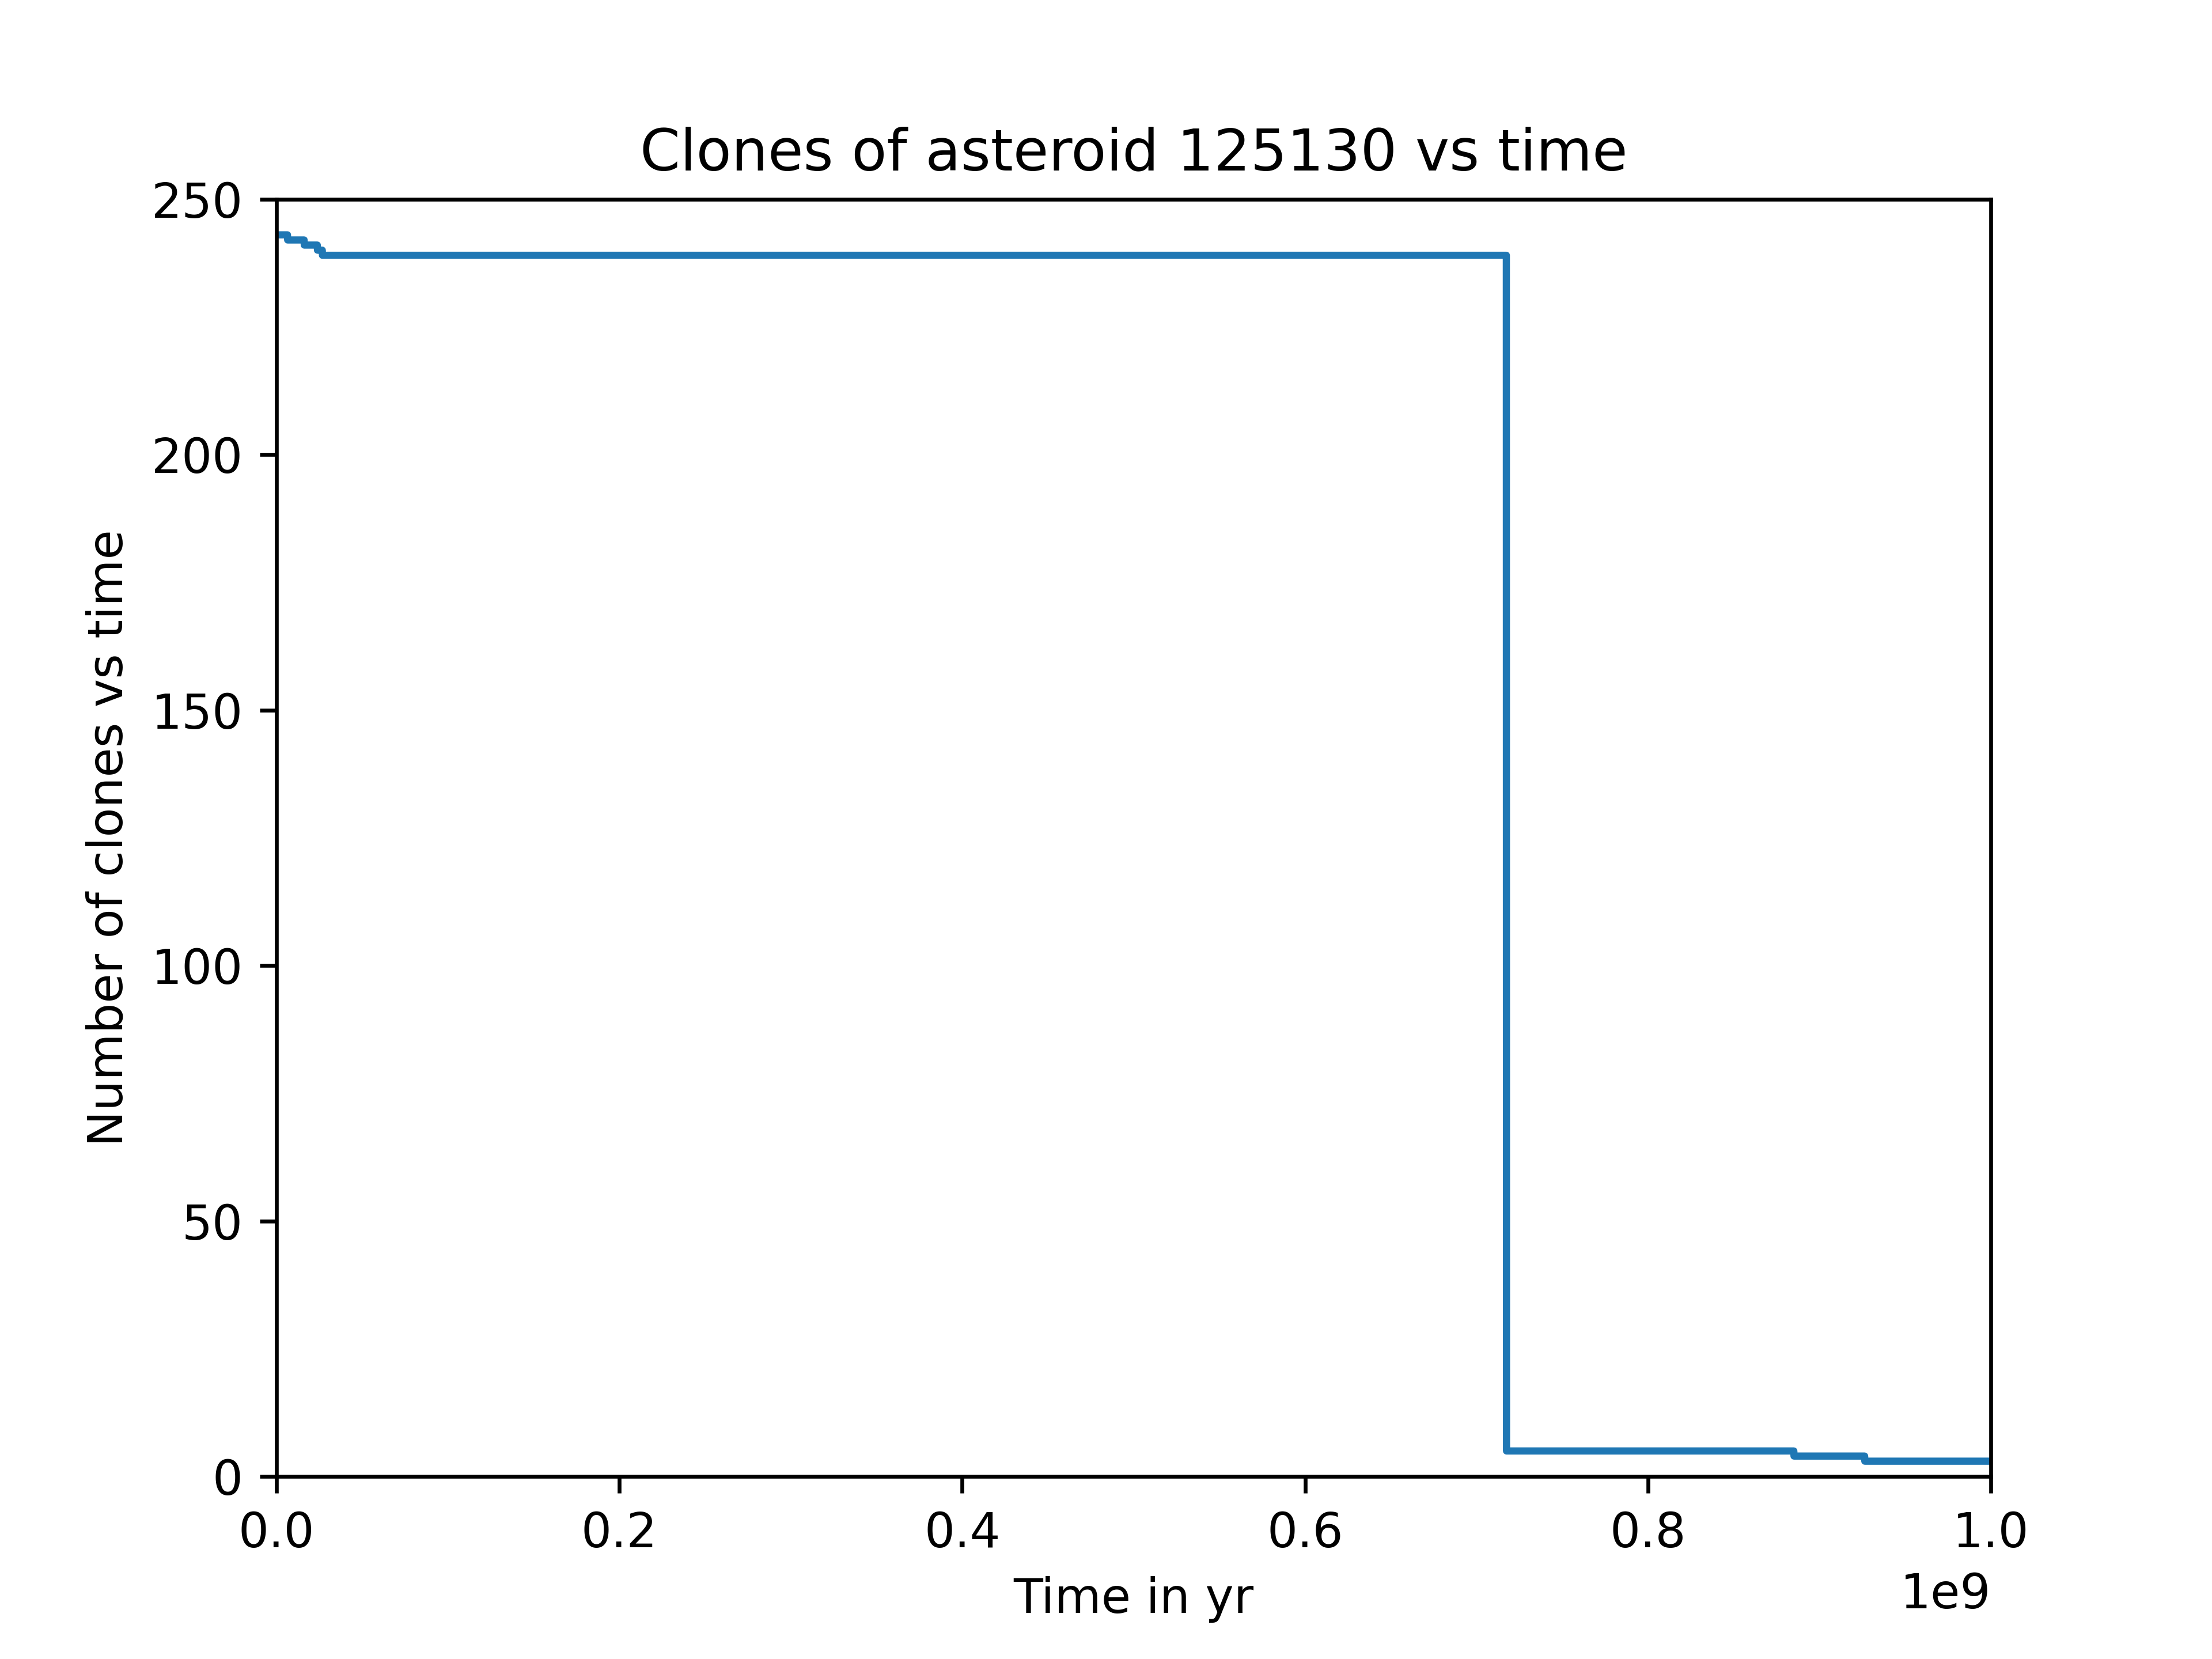 Clones of asteroid 125130 vs time
250
200
150
100
50
0
Number of clones vs time
0.0 0.2 0.4 0.6 0.8 1.0
1e9
Time in yr